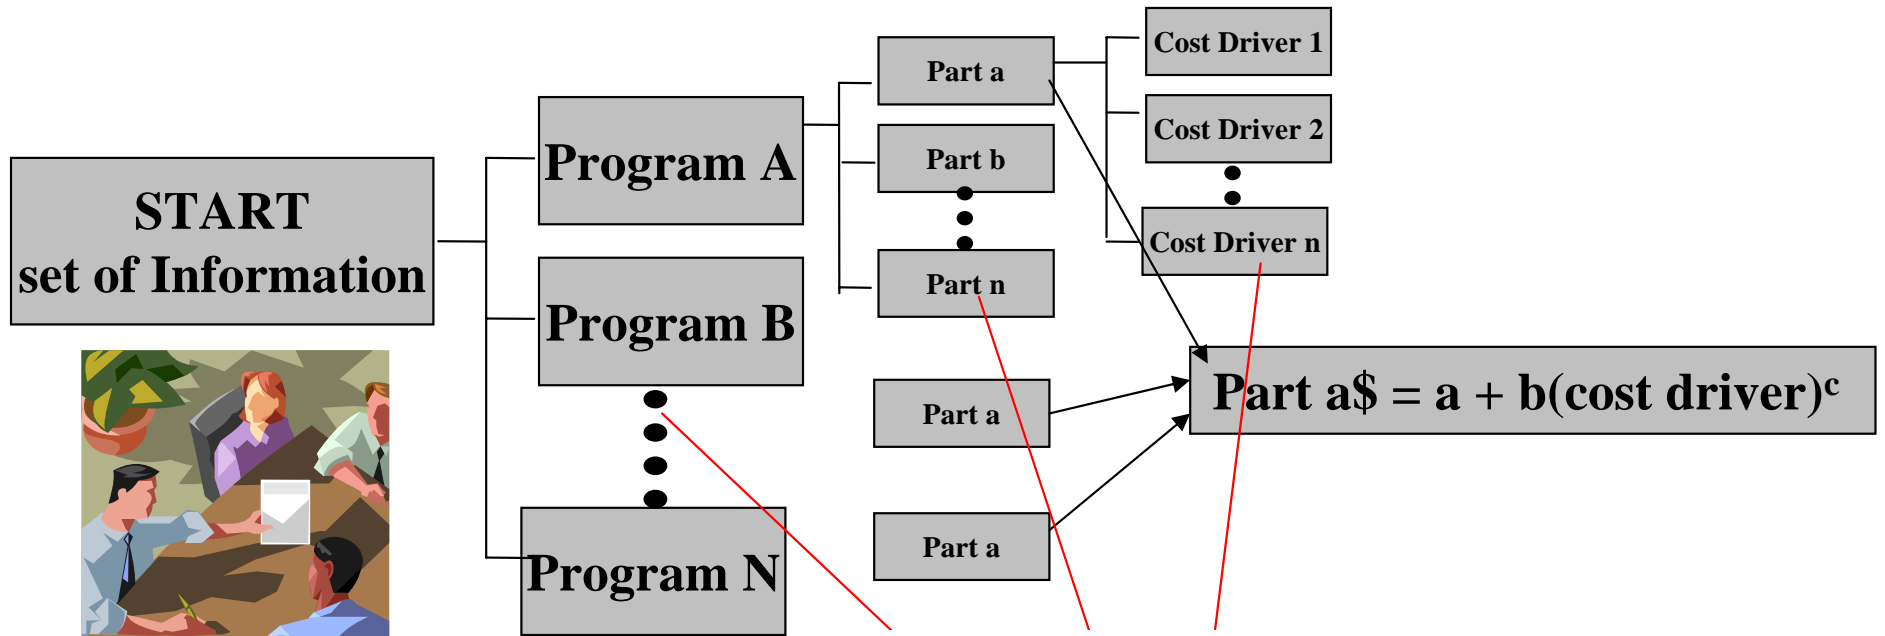 START
set of Information
Program A
Program B
Program N
Part a
Part b
Part n
Part a
Part a
Cost Driver 1
Cost Driver 2
Cost Driver n
Part a$ = a + b(cost driver)ᶜ